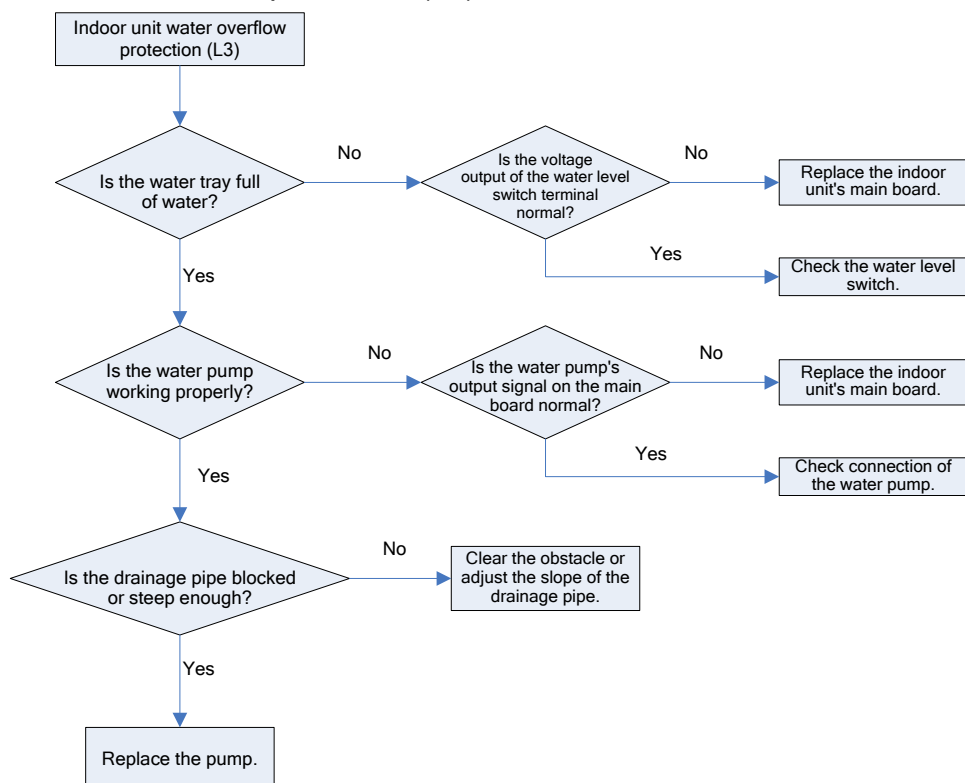 Indoor unit water overflow
protection (L3)
Is the water tray full
of water?
No
Is the voltage
output of the water level
switch terminal
normal?
No
Replace the indoor
unit's main board.
Yes
Check the water level
switch.
Yes
Is the water pump
working properly?
No
Is the water pump's
output signal on the main
board normal?
No
Replace the indoor
unit's main board.
Yes
Check connection of
the water pump.
Yes
Is the drainage pipe blocked
or steep enough?
No
Clear the obstacle or
adjust the slope of the
drainage pipe.
Yes
Replace the pump.